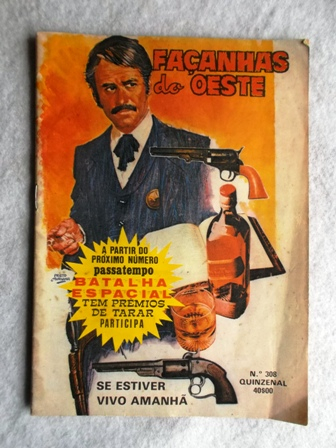 FAÇANHAS
do OESTE
A PARTIR DO
PRÓXIMO NÚMERO
passatempo
BATALHA
ESPACIAL
TEM PRÉMIOS
DE TARAR
PARTICIPA
N.º 308
QUINZENAL
40$00
SE ESTIVER
VIVO AMANHÃ